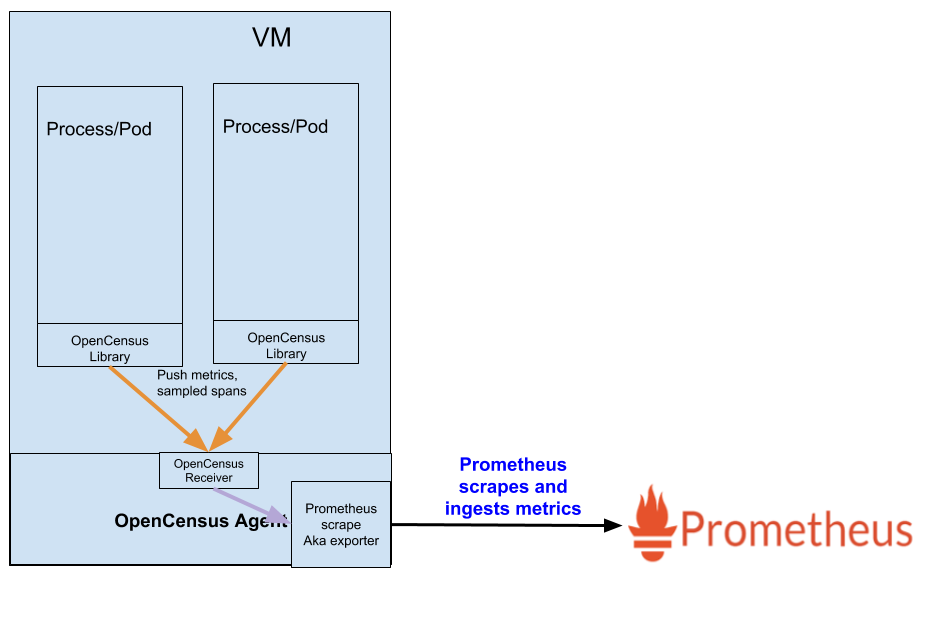 VM
Process/Pod
Process/Pod
OpenCensus
Library
OpenCensus
Library
Push metrics,
sampled spans
OpenCensus
Receiver
OpenCensus Agent
Prometheus
scrape
Aka exporter
Prometheus
scrapes and
ingests metrics
Prometheus